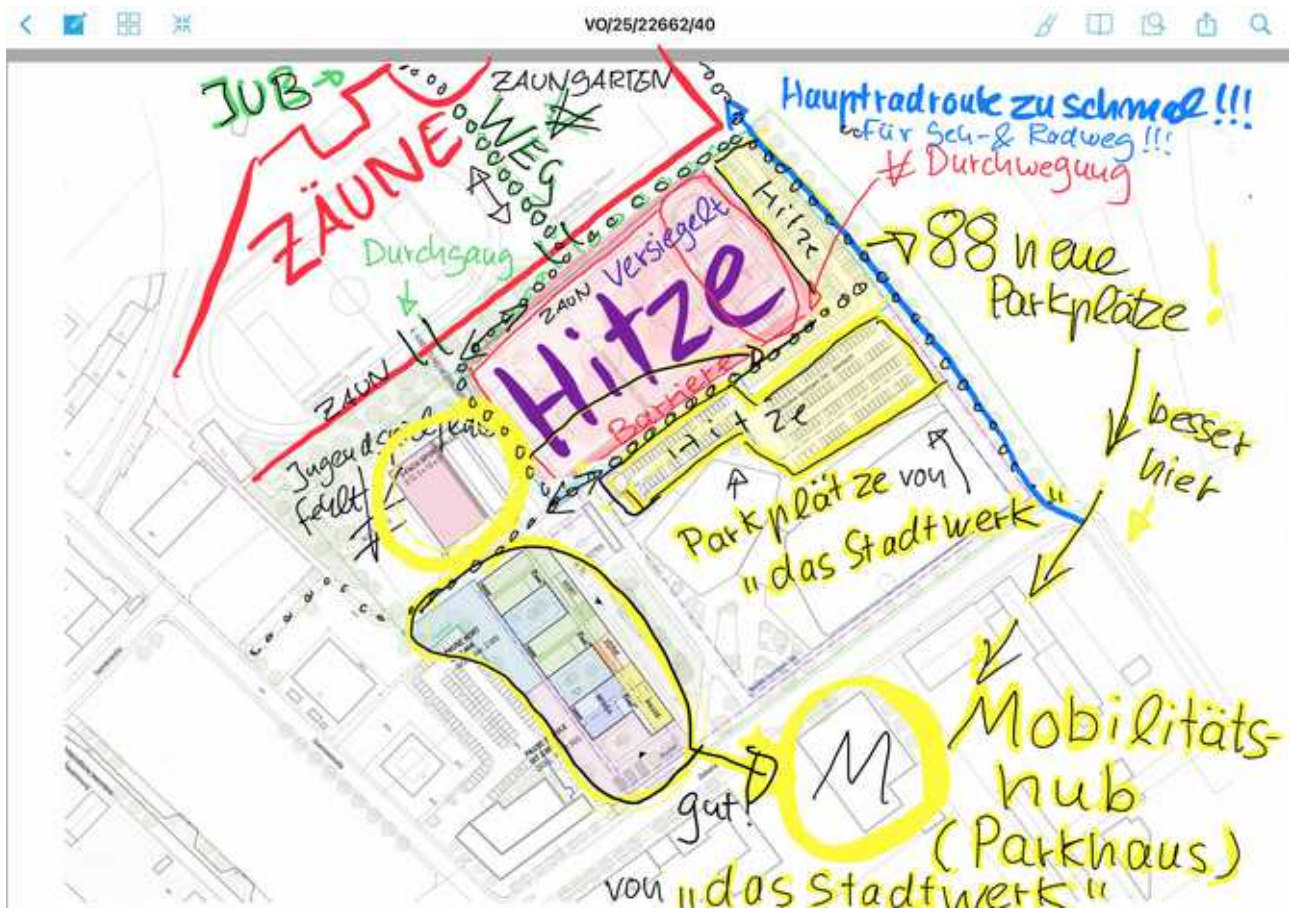 VO/25/22662/40
JUB
ZAUNGARTEN
WEG
ZÄUNE
Hauptradroute zu schmal!!!
für Geh- & Radweg!!!
Durchwegung
Hitze
88 neue
Parkplätze!
Durchgang
ZAUN
versiegelt
Hitze
Barriere
ZAUN
Hitze
besser
hier
Jugendspielkäfig
fehlt
Parkplätze von
"das Stadtwerk"
M
Mobilitäts-
hub
(Parkhaus)
gut!
von "das Stadtwerk"